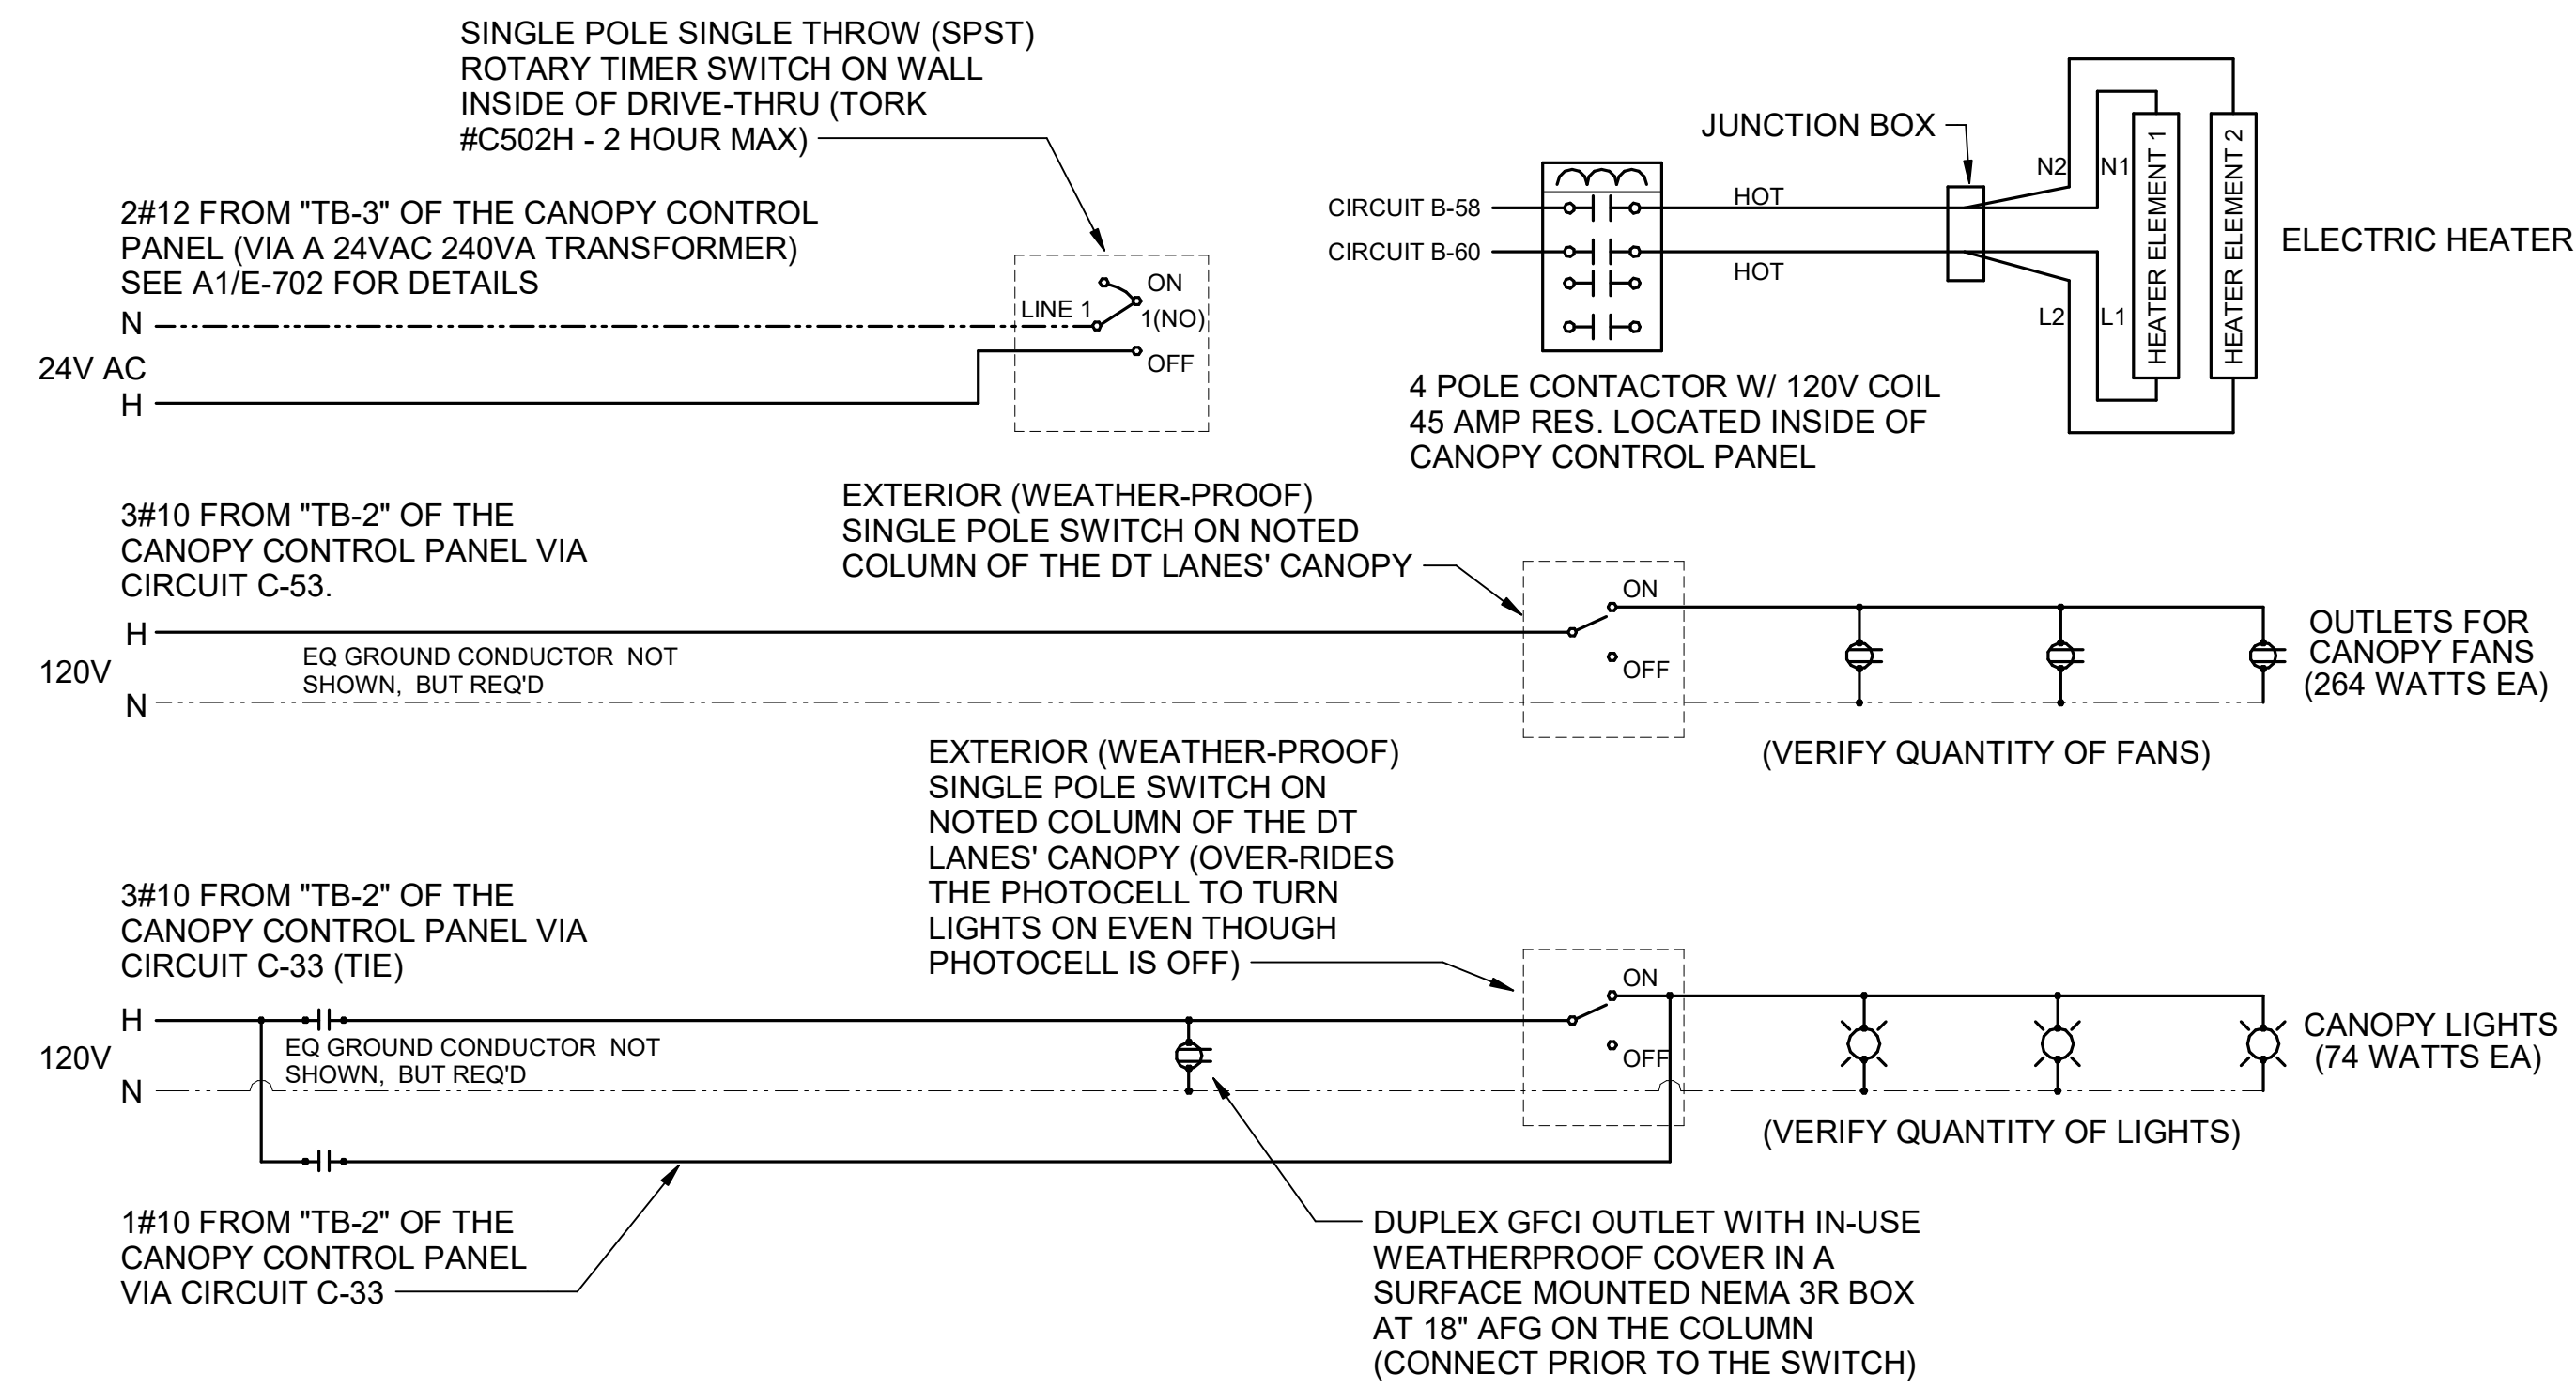 SINGLE POLE SINGLE THROW (SPST)
ROTARY TIMER SWITCH ON WALL
INSIDE OF DRIVE-THRU (TORK
#C502H - 2 HOUR MAX)
2#12 FROM "TB-3" OF THE CANOPY CONTROL
PANEL (VIA A 24VAC 240VA TRANSFORMER)
SEE A1/E-702 FOR DETAILS
N
24V AC
H
LINE 1
ON
1(NO)
OFF
JUNCTION BOX
CIRCUIT B-58
CIRCUIT B-60
HOT
HOT
N2
N1
L2
L1
HEATER ELEMENT 1
HEATER ELEMENT 2
ELECTRIC HEATER
4 POLE CONTACTOR W/ 120V COIL
45 AMP RES. LOCATED INSIDE OF
CANOPY CONTROL PANEL
3#10 FROM "TB-2" OF THE
CANOPY CONTROL PANEL VIA
CIRCUIT C-53.
H
120V
N
EQ GROUND CONDUCTOR  NOT
SHOWN,  BUT REQ'D
EXTERIOR (WEATHER-PROOF)
SINGLE POLE SWITCH ON NOTED
COLUMN OF THE DT LANES' CANOPY
ON
OFF
OUTLETS FOR
CANOPY FANS
(264 WATTS EA)
(VERIFY QUANTITY OF FANS)
EXTERIOR (WEATHER-PROOF)
SINGLE POLE SWITCH ON
NOTED COLUMN OF THE DT
LANES' CANOPY (OVER-RIDES
THE PHOTOCELL TO TURN
LIGHTS ON EVEN THOUGH
PHOTOCELL IS OFF)
3#10 FROM "TB-2" OF THE
CANOPY CONTROL PANEL VIA
CIRCUIT C-33 (TIE)
H
120V
N
EQ GROUND CONDUCTOR  NOT
SHOWN,  BUT REQ'D
ON
OFF
CANOPY LIGHTS
(74 WATTS EA)
(VERIFY QUANTITY OF LIGHTS)
1#10 FROM "TB-2" OF THE
CANOPY CONTROL PANEL
VIA CIRCUIT C-33
DUPLEX GFCI OUTLET WITH IN-USE
WEATHERPROOF COVER IN A
SURFACE MOUNTED NEMA 3R BOX
AT 18" AFG ON THE COLUMN
(CONNECT PRIOR TO THE SWITCH)